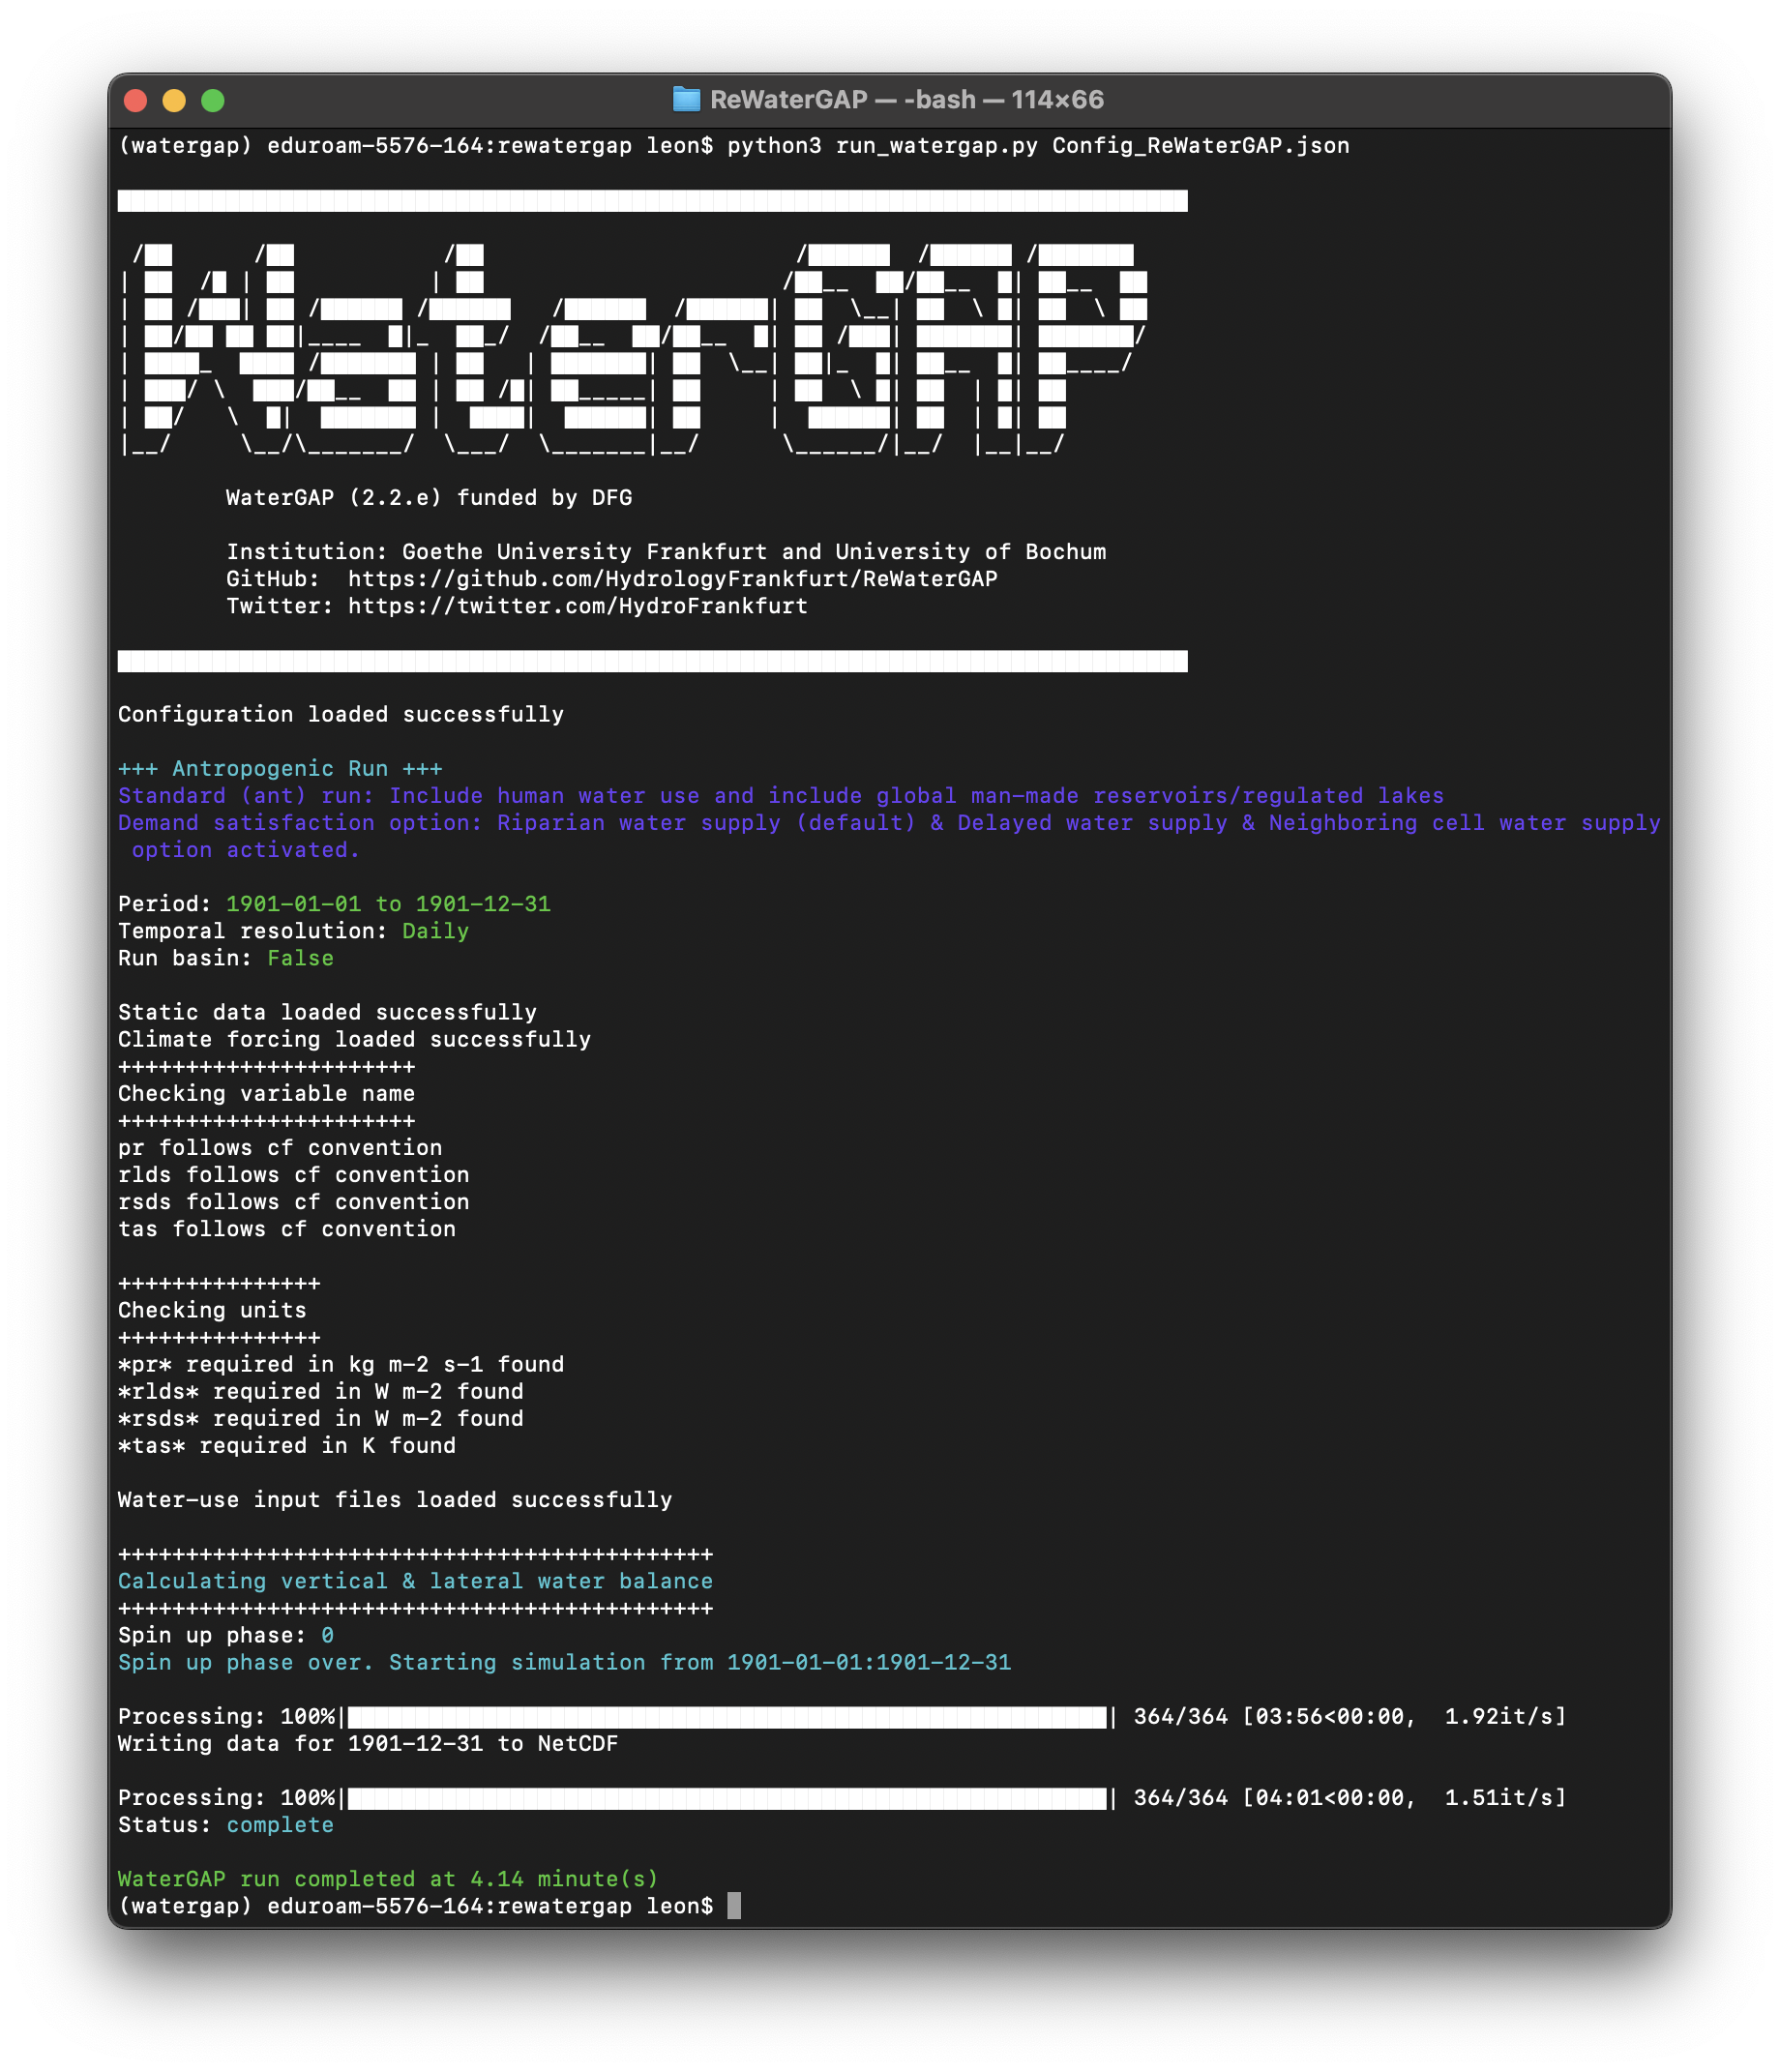 ReWaterGAP — -bash — 114×66
(watergap) eduroam-5576-164:rewatergap leon$ python3 run_watergap.py Config_ReWaterGAP.json
WaterGAP
WaterGAP (2.2.e) funded by DFG
Institution: Goethe University Frankfurt and University of Bochum
GitHub:  https://github.com/HydrologyFrankfurt/ReWaterGAP
Twitter: https://twitter.com/HydroFrankfurt
Configuration loaded successfully
+++ Antropogenic Run +++
Standard (ant) run: Include human water use and include global man-made reservoirs/regulated lakes
Demand satisfaction option: Riparian water supply (default) & Delayed water supply & Neighboring cell water supply
option activated.
Period: 1901-01-01 to 1901-12-31
Temporal resolution: Daily
Run basin: False
Static data loaded successfully
Climate forcing loaded successfully
++++++++++++++++++++++
Checking variable name
++++++++++++++++++++++
pr follows cf convention
rlds follows cf convention
rsds follows cf convention
tas follows cf convention
+++++++++++++++
Checking units
+++++++++++++++
*pr* required in kg m-2 s-1 found
*rlds* required in W m-2 found
*rsds* required in W m-2 found
*tas* required in K found
Water-use input files loaded successfully
++++++++++++++++++++++++++++++++++++++++++++
Calculating vertical & lateral water balance
++++++++++++++++++++++++++++++++++++++++++++
Spin up phase: 0
Spin up phase over. Starting simulation from 1901-01-01:1901-12-31
Processing: 100%|████████████████████████████████████████████████████████| 364/364 [03:56<00:00,  1.92it/s]
Writing data for 1901-12-31 to NetCDF
Processing: 100%|████████████████████████████████████████████████████████| 364/364 [04:01<00:00,  1.51it/s]
Status: complete
WaterGAP run completed at 4.14 minute(s)
(watergap) eduroam-5576-164:rewatergap leon$